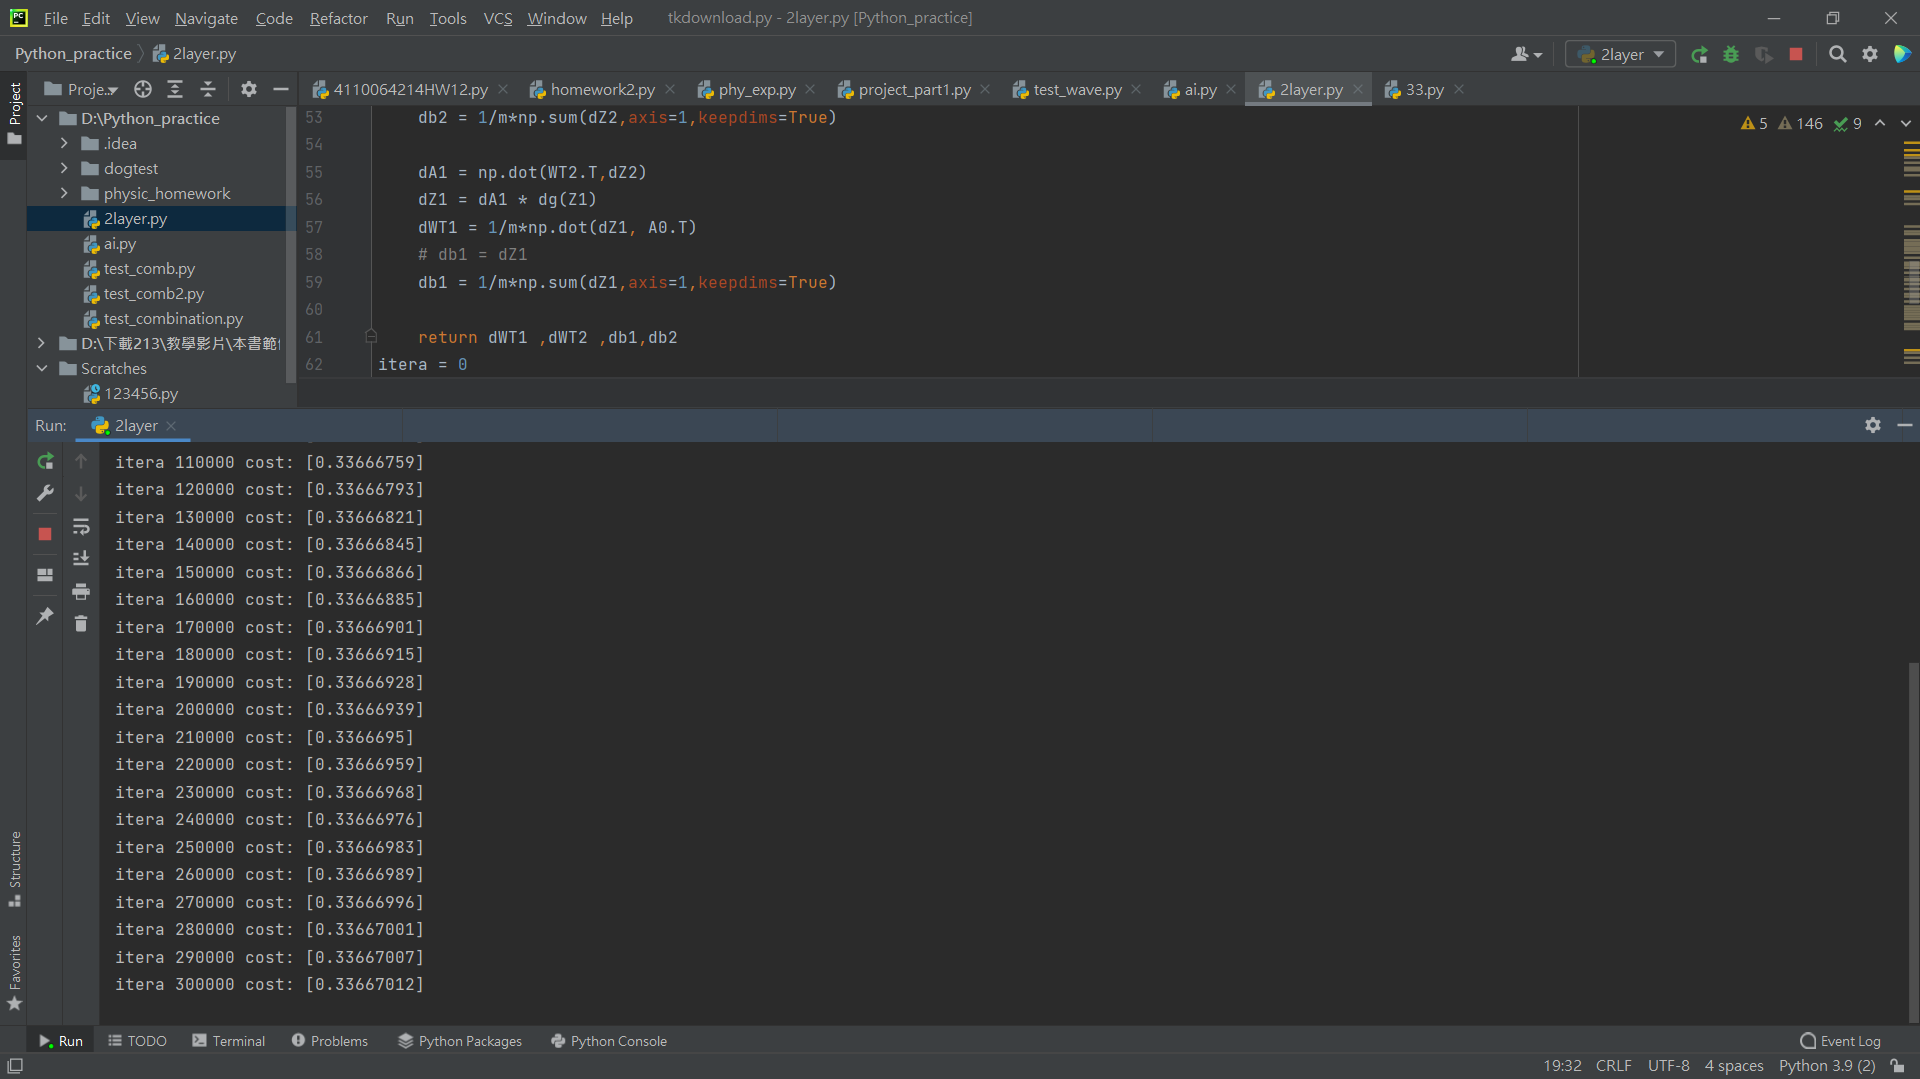 PC File Edit View Navigate Code Refactor Run Tools VCS Window Help tkdownload.py - 2layer.py [Python_practice]
Python_practice 2layer.py 2layer
Project Proje... 4110064214HW12.py homework2.py phy_exp.py project_part1.py test_wave.py ai.py 2layer.py 33.py
D:\Python_practice
.idea
dogtest
physic_homework
2layer.py
ai.py
test_comb.py
test_comb2.py
test_combination.py
D:\下載213\教學影片\本書範
Scratches
123456.py
53 db2 = 1/m*np.sum(dZ2,axis=1,keepdims=True)
54
55 dA1 = np.dot(WT2.T,dZ2)
56 dZ1 = dA1 * dg(Z1)
57 dWT1 = 1/m*np.dot(dZ1, A0.T)
58 # db1 = dZ1
59 db1 = 1/m*np.sum(dZ1,axis=1,keepdims=True)
60
61 return dWT1 ,dWT2 ,db1,db2
62 itera = 0
5 146 9
Run: 2layer
itera 110000 cost: [0.33666759]
itera 120000 cost: [0.33666793]
itera 130000 cost: [0.33666821]
itera 140000 cost: [0.33666845]
itera 150000 cost: [0.33666866]
itera 160000 cost: [0.33666885]
itera 170000 cost: [0.33666901]
itera 180000 cost: [0.33666915]
itera 190000 cost: [0.33666928]
itera 200000 cost: [0.33666939]
itera 210000 cost: [0.3366695]
itera 220000 cost: [0.33666959]
itera 230000 cost: [0.33666968]
itera 240000 cost: [0.33666976]
itera 250000 cost: [0.33666983]
itera 260000 cost: [0.33666989]
itera 270000 cost: [0.33666996]
itera 280000 cost: [0.33667001]
itera 290000 cost: [0.33667007]
itera 300000 cost: [0.33667012]
Structure
Favorites
Run TODO Terminal Problems Python Packages Python Console Event Log
19:32 CRLF UTF-8 4 spaces Python 3.9 (2)